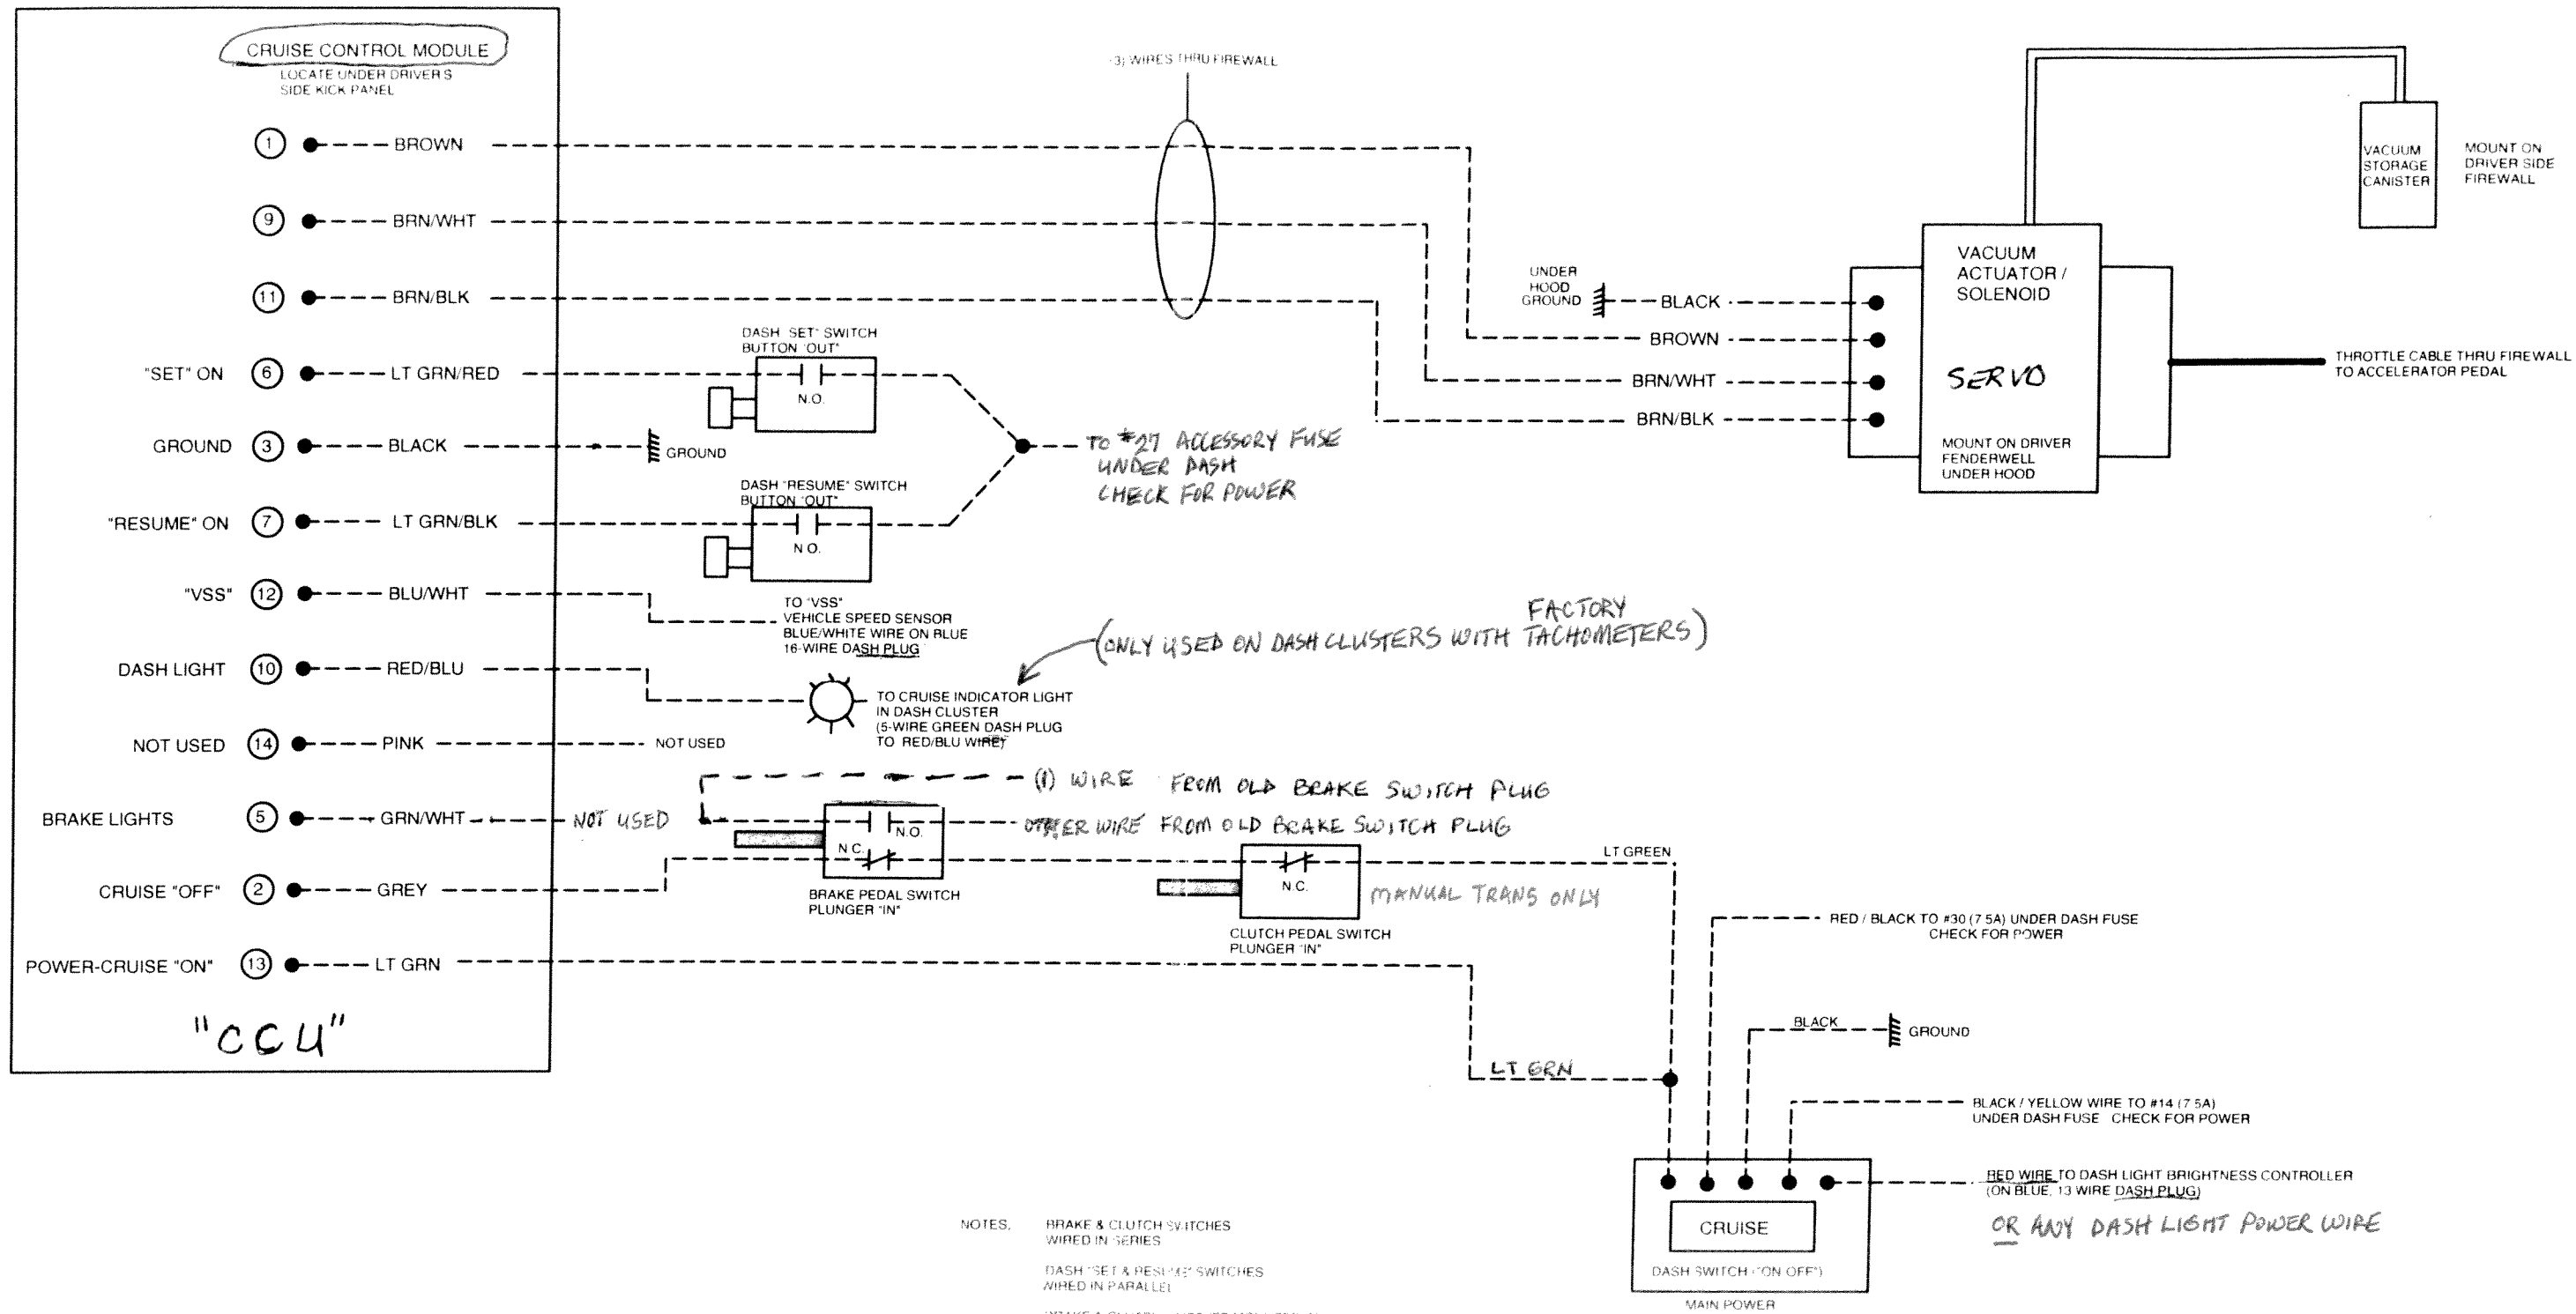 CRUISE CONTROL MODULE
LOCATE UNDER DRIVERS
SIDE KICK PANEL
1 BROWN
9 BRN/WHT
11 BRN/BLK
"SET" ON 6 LT GRN/RED
GROUND 3 BLACK
"RESUME" ON 7 LT GRN/BLK
"VSS" 12 BLU/WHT
DASH LIGHT 10 RED/BLU
NOT USED 14 PINK
BRAKE LIGHTS 5 GRN/WHT
CRUISE "OFF" 2 GREY
POWER-CRUISE "ON" 13 LT GRN
"CCU"
3) WIRES THRU FIREWALL
DASH SET" SWITCH
BUTTON "OUT"
N.O.
GROUND
DASH "RESUME" SWITCH
BUTTON "OUT"
N O.
TO #27 ACCESSORY FUSE
UNDER DASH
CHECK FOR POWER
TO "VSS"
VEHICLE SPEED SENSOR
BLUE/WHITE WIRE ON BLUE
16-WIRE DASH PLUG
FACTORY
(ONLY USED ON DASH CLUSTERS WITH TACHOMETERS)
TO CRUISE INDICATOR LIGHT
IN DASH CLUSTER
(5-WIRE GREEN DASH PLUG
TO RED/BLU WIRE)
NOT USED
(1) WIRE FROM OLD BRAKE SWITCH PLUG
NOT USED
N.O.
OTHER WIRE FROM OLD BRAKE SWITCH PLUG
N.C.
BRAKE PEDAL SWITCH
PLUNGER "IN"
N.C.
MANUAL TRANS ONLY
CLUTCH PEDAL SWITCH
PLUNGER "IN"
LT GREEN
LT GRN
VACUUM
STORAGE
CANISTER
MOUNT ON
DRIVER SIDE
FIREWALL
VACUUM
ACTUATOR /
SOLENOID
SERVO
MOUNT ON DRIVER
FENDERWELL
UNDER HOOD
UNDER
HOOD
GROUND
BLACK
BROWN
BRN/WHT
BRN/BLK
THROTTLE CABLE THRU FIREWALL
TO ACCELERATOR PEDAL
RED / BLACK TO #30 (7 5A) UNDER DASH FUSE
CHECK FOR POWER
BLACK
GROUND
BLACK / YELLOW WIRE TO #14 (7 5A)
UNDER DASH FUSE CHECK FOR POWER
RED WIRE TO DASH LIGHT BRIGHTNESS CONTROLLER
(ON BLUE, 13 WIRE DASH PLUG)
OR ANY DASH LIGHT POWER WIRE
CRUISE
DASH SWITCH ("ON OFF")
MAIN POWER
NOTES, BRAKE & CLUTCH SWITCHES
WIRED IN SERIES
DASH "SET & RESUME" SWITCHES
WIRED IN PARALLEL